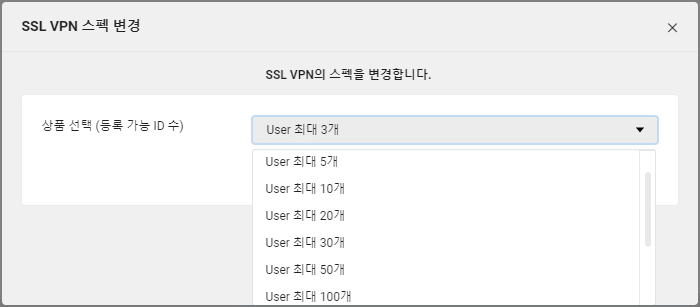 SSL VPN 스펙 변경
SSL VPN의 스펙을 변경합니다.
상품 선택 (등록 가능 ID 수)
User 최대 3개
User 최대 5개
User 최대 10개
User 최대 20개
User 최대 30개
User 최대 50개
User 최대 100개